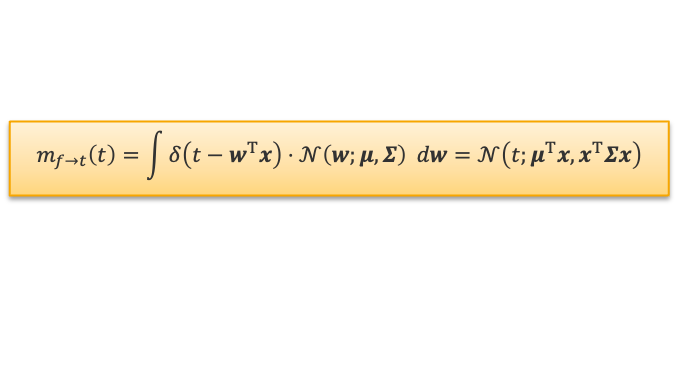 m_{f→t}(t) = ∫ δ(t − 𝒘ᵀ𝒙) · 𝒩(𝒘; 𝝁, 𝜮) d𝒘 = 𝒩(t; 𝝁ᵀ𝒙, 𝒙ᵀ𝜮𝒙)